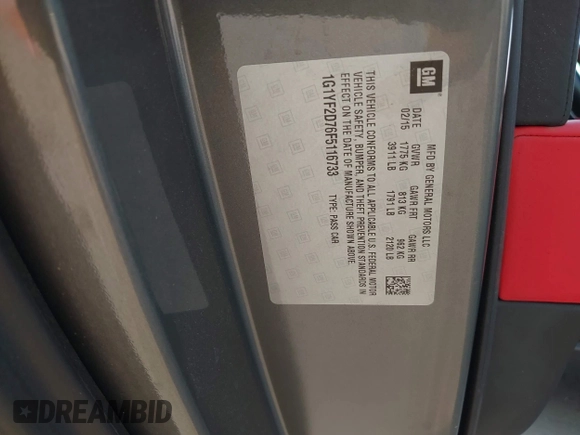 GM
MFD BY GENERAL MOTORS LLC
DATE GVWR GAWR FRT GAWR RR
02/15 1775 KG 813 KG 962 KG
3911 LB 1791 LB 2120 LB
THIS VEHICLE CONFORMS TO ALL APPLICABLE U.S. FEDERAL MOTOR
VEHICLE SAFETY, BUMPER, AND THEFT PREVENTION STANDARDS IN
EFFECT ON THE DATE OF MANUFACTURE SHOWN ABOVE.
1G1YF2D76F5116733 TYPE: PASS CAR
DREAMBID